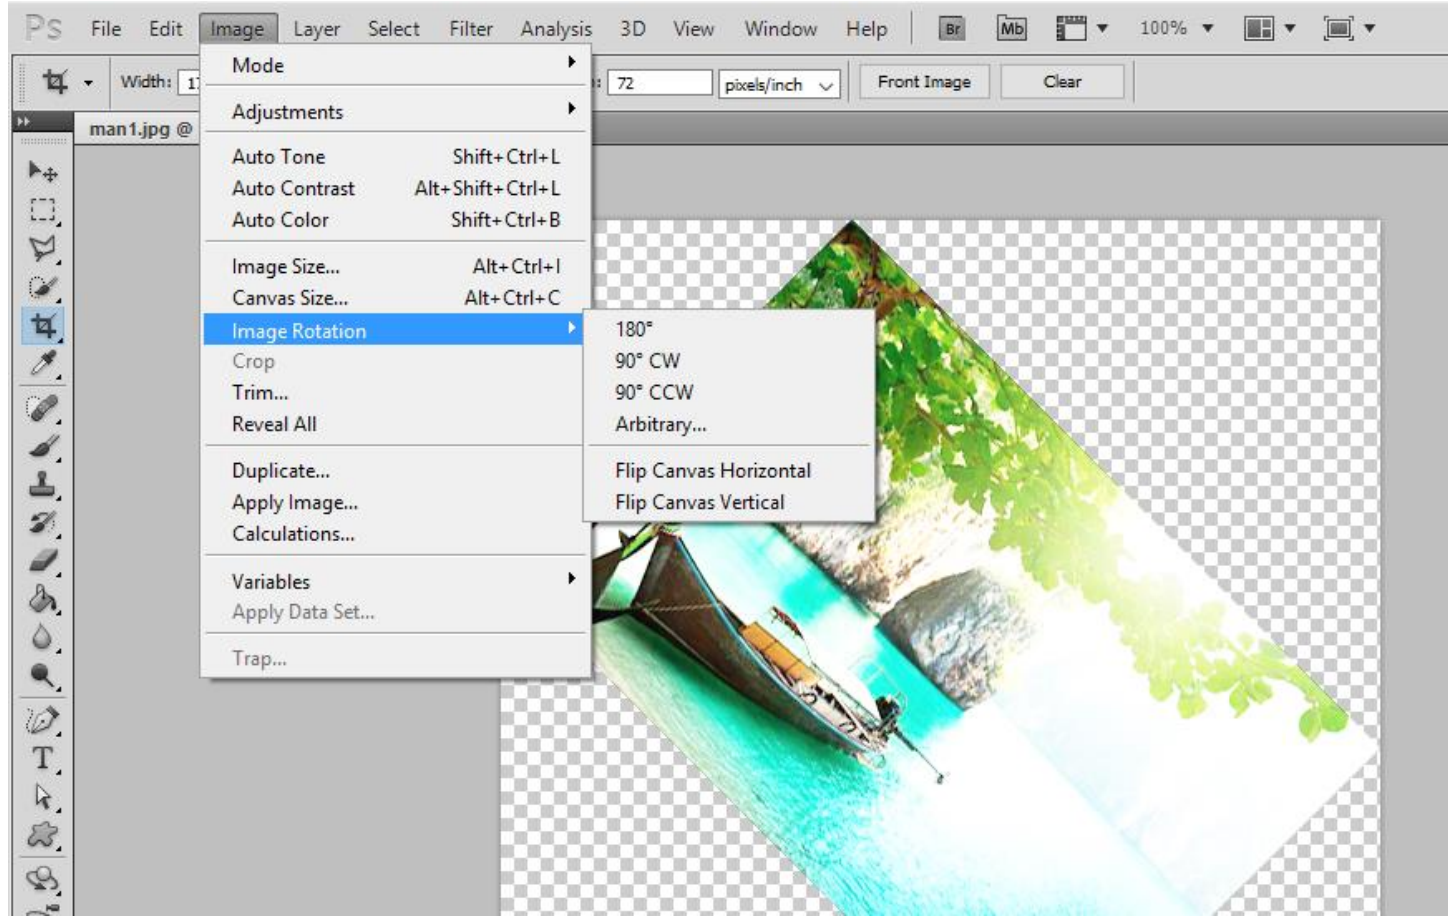 Ps File Edit Image Layer Select Filter Analysis 3D View Window Help Br Mb 100%
Width: 72 pixels/inch Front Image Clear
man1.jpg @
Mode
Adjustments
Auto Tone Shift+Ctrl+L
Auto Contrast Alt+Shift+Ctrl+L
Auto Color Shift+Ctrl+B
Image Size... Alt+Ctrl+I
Canvas Size... Alt+Ctrl+C
Image Rotation
Crop
Trim...
Reveal All
Duplicate...
Apply Image...
Calculations...
Variables
Apply Data Set...
Trap...
180°
90° CW
90° CCW
Arbitrary...
Flip Canvas Horizontal
Flip Canvas Vertical
T